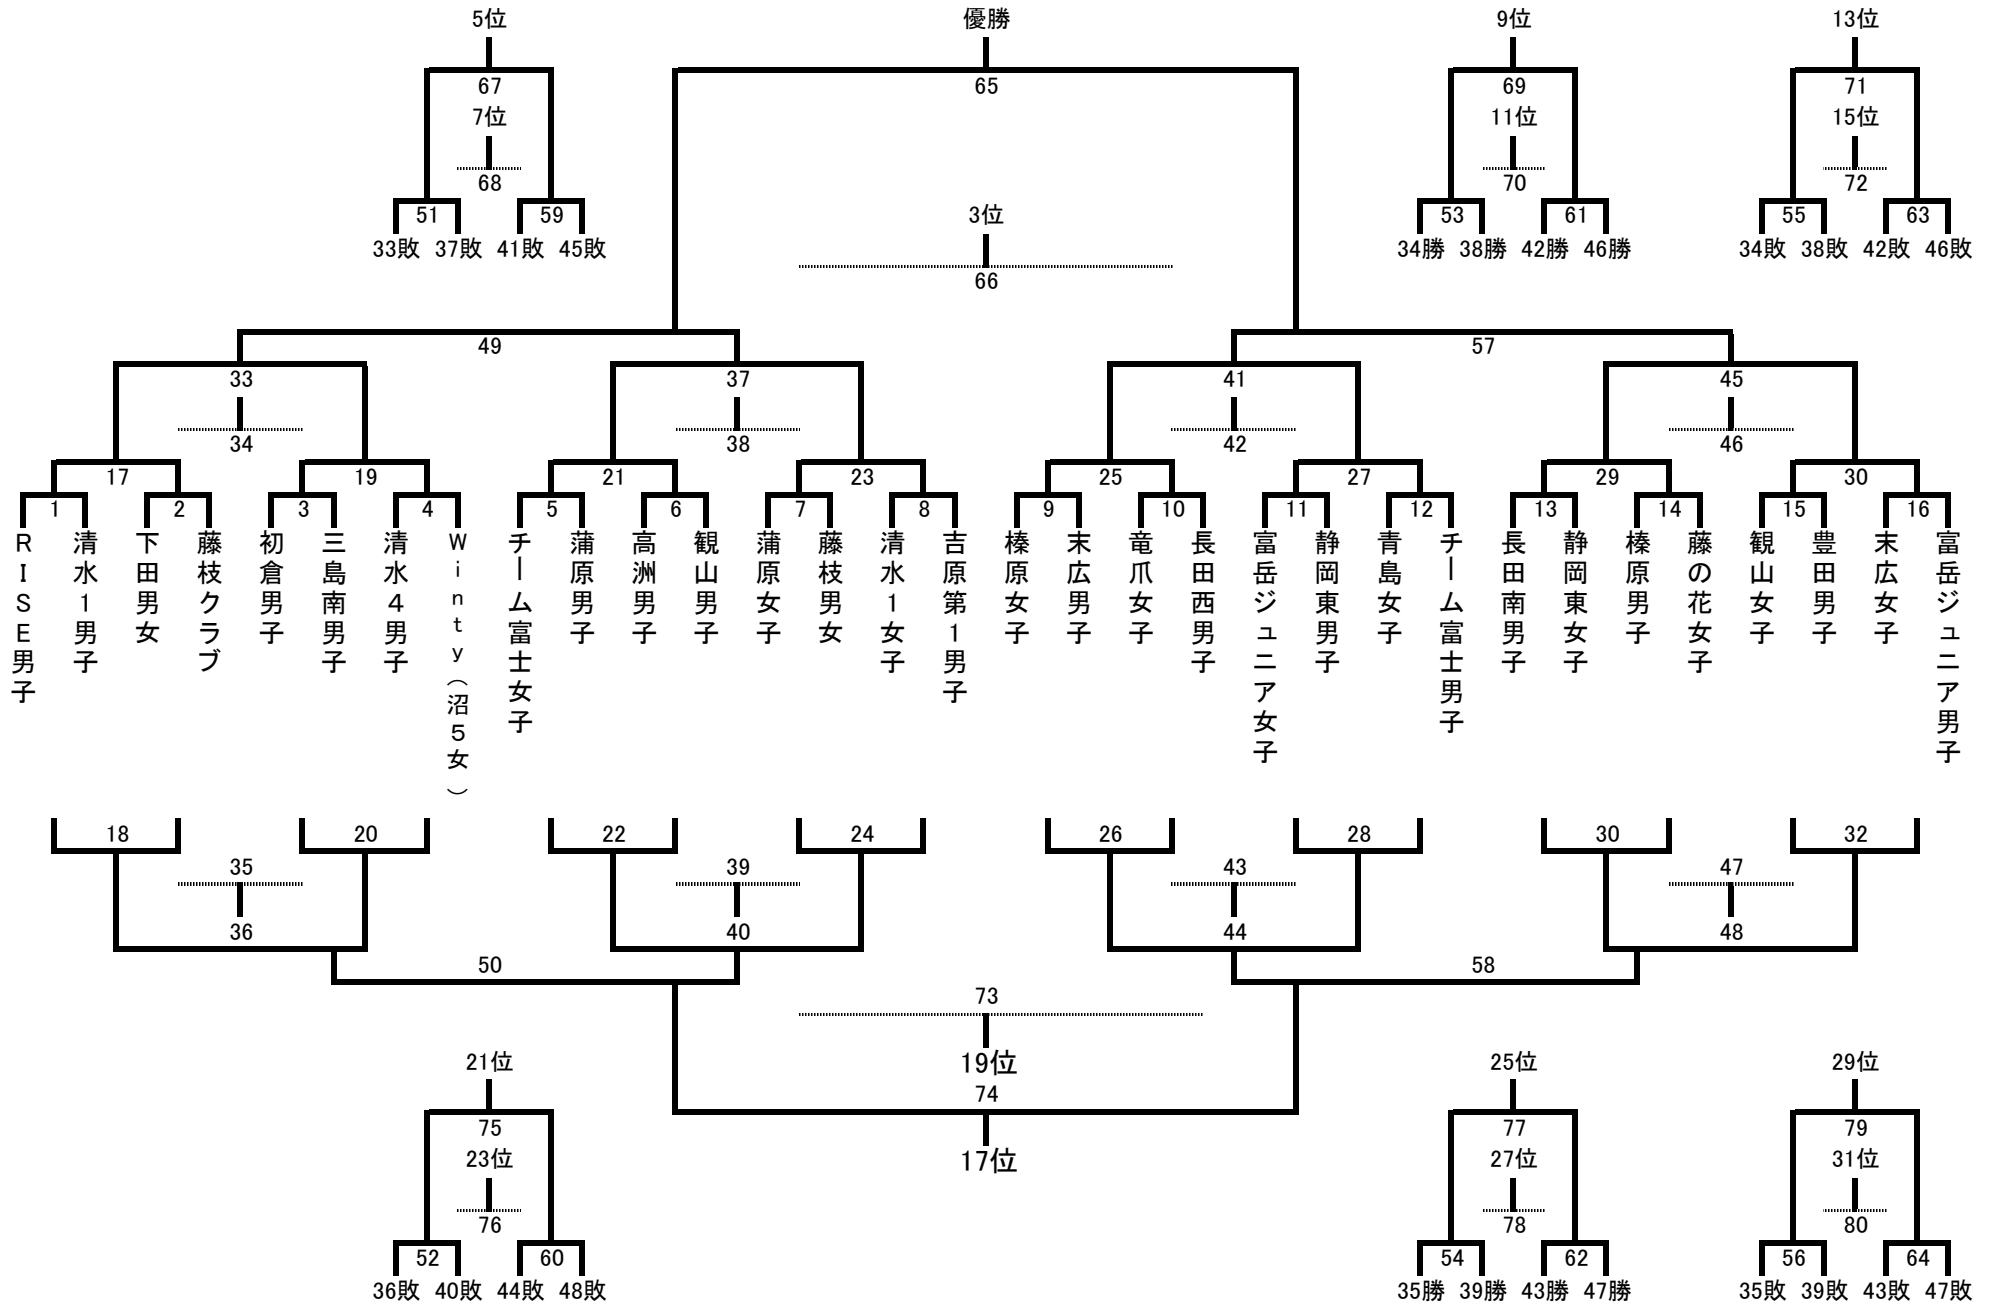 5位 優勝 9位 13位
67 65 69 71
7位 11位 15位
68 70 72
51 59 3位 53 61 55 63
33敗 37敗 41敗 45敗 34勝 38勝 42勝 46勝 34敗 38敗 42敗 46敗
66
49 57
33 37 41 45
34 38 42 46
17 19 21 23 25 27 29 30
1 2 3 4 5 6 7 8 9 10 11 12 13 14 15 16
RISE男子
清水1男子
下田男女
藤枝クラブ
初倉男子
三島南男子
清水4男子
Winty(沼5女)
チーム富士女子
蒲原男子
高洲男子
観山男子
蒲原女子
藤枝男女
清水1女子
吉原第1男子
榛原女子
末広男子
竜爪女子
長田西男子
富岳ジュニア女子
静岡東男子
青島女子
チーム富士男子
長田南男子
静岡東女子
榛原男子
藤の花女子
観山女子
豊田男子
末広女子
富岳ジュニア男子
18 20 22 24 26 28 30 32
35 39 43 47
36 40 44 48
50 58
73
21位 19位 25位 29位
74
75 77 79
23位 17位 27位 31位
76 78 80
52 60 54 62 56 64
36敗 40敗 44敗 48敗 35勝 39勝 43勝 47勝 35敗 39敗 43敗 47敗